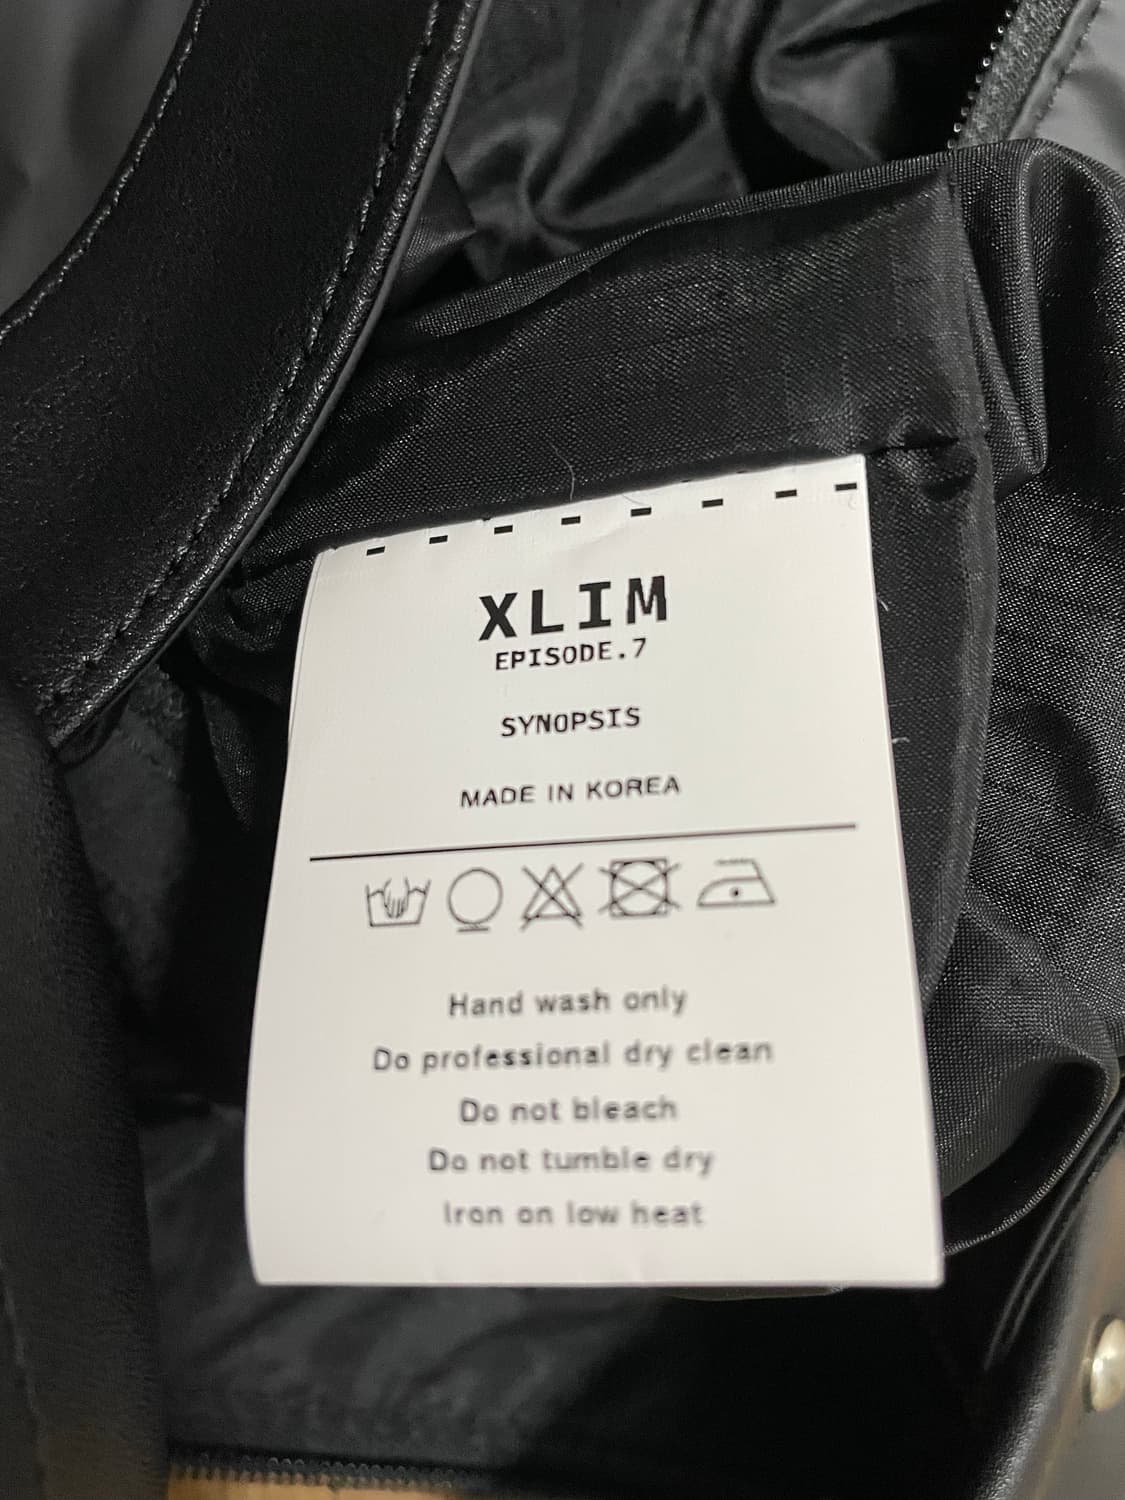 XLIM
EPISODE.7
SYNOPSIS
MADE IN KOREA
Hand wash only
Do professional dry clean
Do not bleach
Do not tumble dry
Iron on low heat